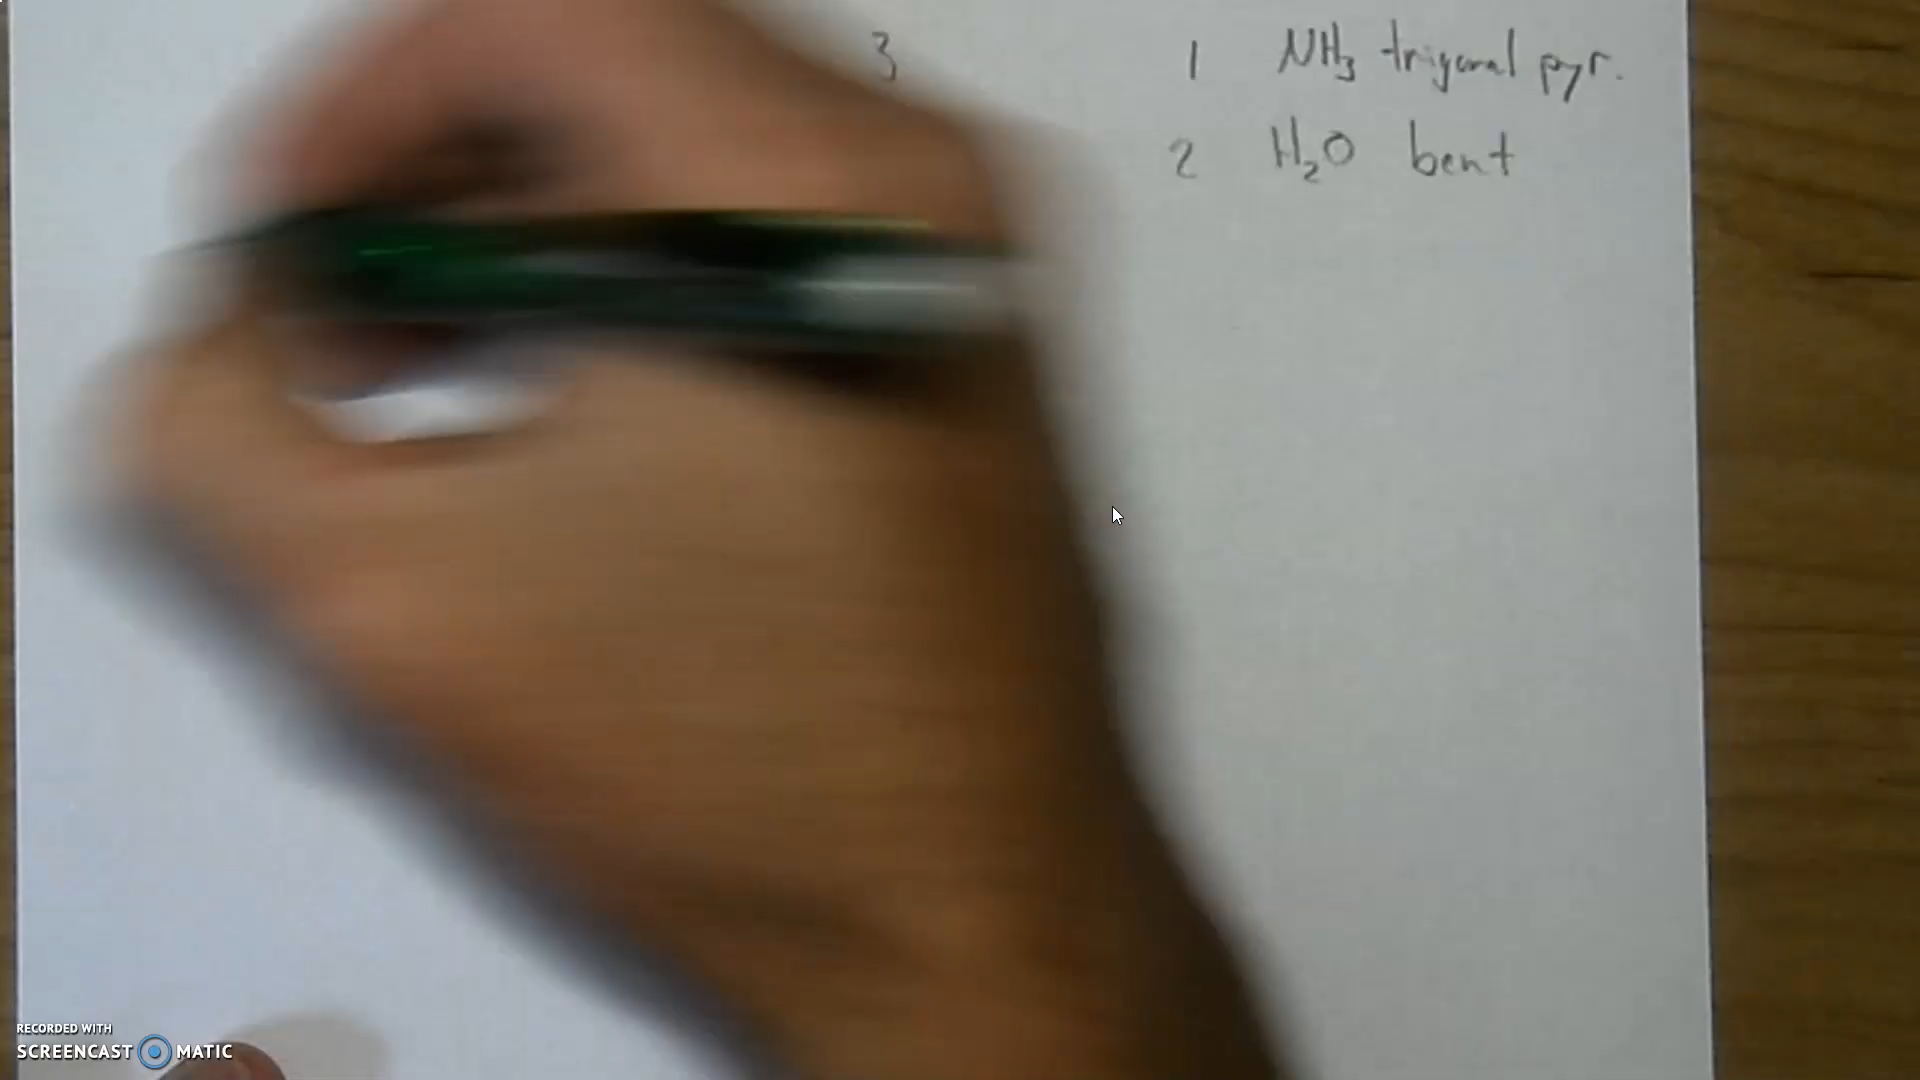 3 1 NH₃ trigonal pyr.
2 H₂O bent
RECORDED WITH
SCREENCAST MATIC